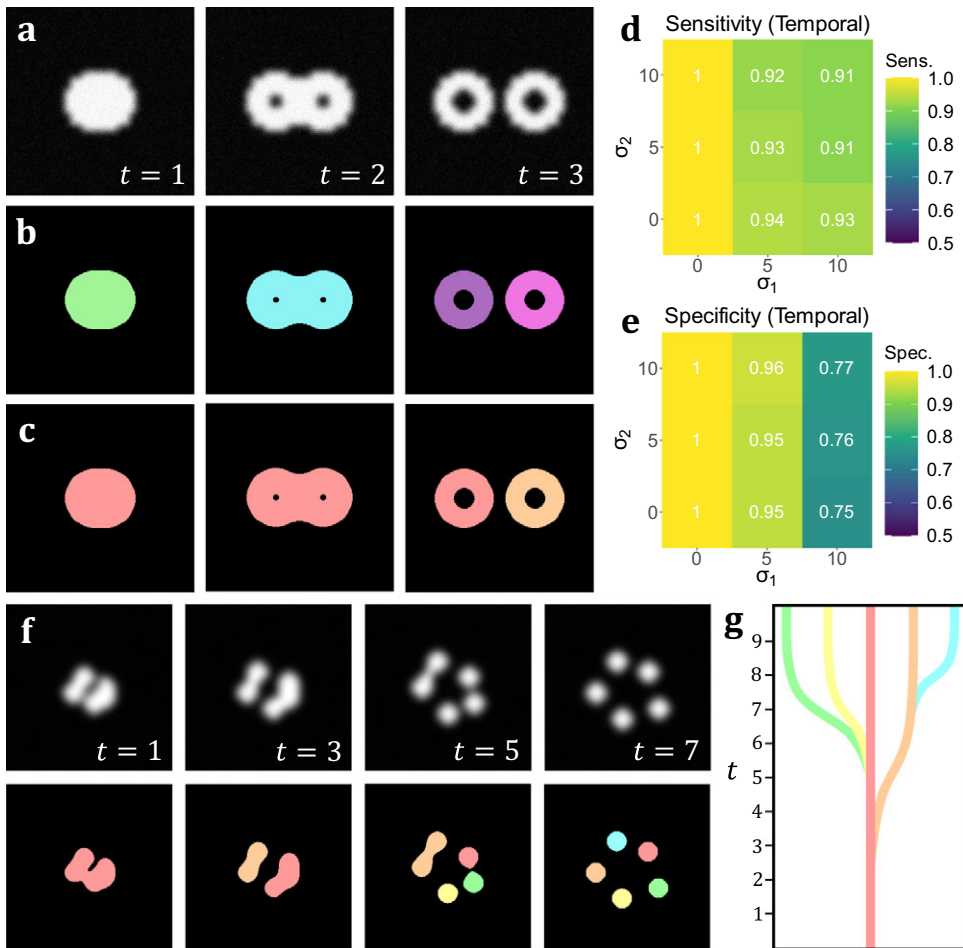 a
t = 1
t = 2
t = 3
b
c
d
Sensitivity (Temporal)
10
5
0
σ2
1 0.92 0.91
1 0.93 0.91
1 0.94 0.93
0 5 10
σ1
Sens.
1.0
0.9
0.8
0.7
0.6
0.5
e
Specificity (Temporal)
10
5
0
σ2
1 0.96 0.77
1 0.95 0.76
1 0.95 0.75
0 5 10
σ1
Spec.
1.0
0.9
0.8
0.7
0.6
0.5
f
t = 1
t = 3
t = 5
t = 7
g
9
8
7
6
5
4
3
2
1
t